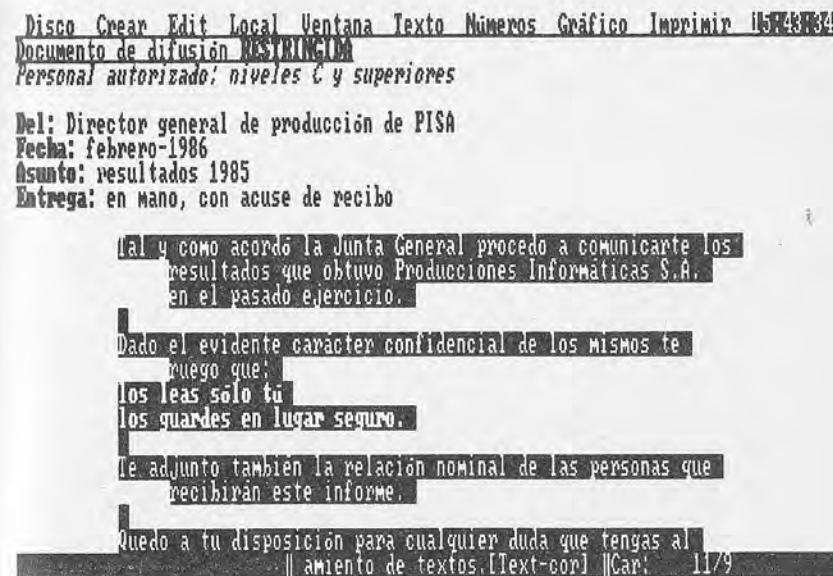 Disco Crear Edit Local Ventana Texto Números Gráfico Imprimir
Documento de difusión RESTRINGIDA
Personal autorizado: niveles C y superiores
Del: Director general de producción de PISA
Fecha: febrero-1986
Asunto: resultados 1985
Entrega: en mano, con acuse de recibo
Tal y como acordó la Junta General procedo a comunicarte los
resultados que obtuvo Producciones Informáticas S.A.
en el pasado ejercicio.
Dado el evidente carácter confidencial de los mismos te
ruego que:
los leas sólo tú
los guardes en lugar seguro.
Te adjunto también la relación nominal de las personas que
recibirán este informe.
Quedo a tu disposición para cualquier duda que tengas al
amiento de textos.[Text-cor] ||Car: 11/9